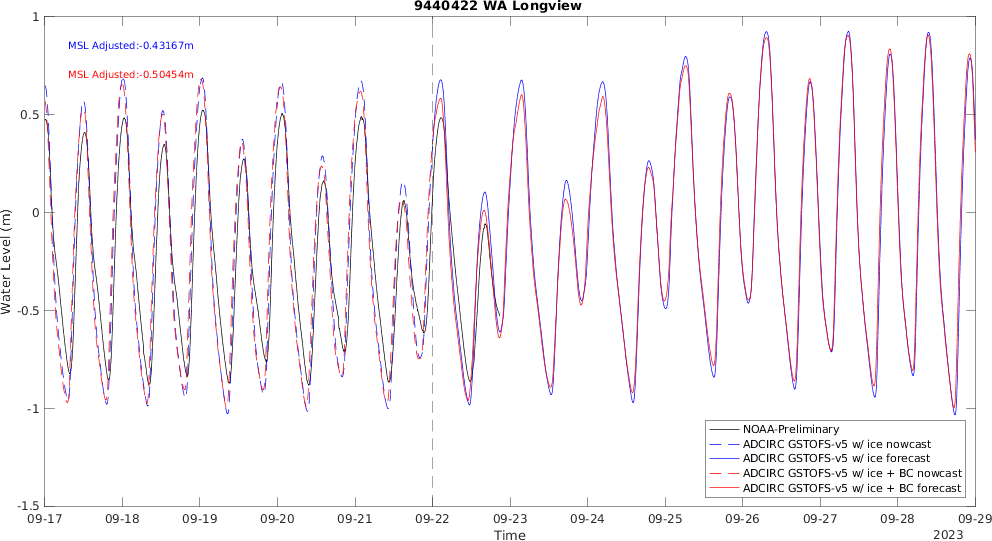 9440422 WA Longview
MSL Adjusted:-0.43167m
MSL Adjusted:-0.50454m
1
0.5
0
-0.5
-1
-1.5
Water Level (m)
NOAA-Preliminary
ADCIRC GSTOFS-v5 w/ ice nowcast
ADCIRC GSTOFS-v5 w/ ice forecast
ADCIRC GSTOFS-v5 w/ ice + BC nowcast
ADCIRC GSTOFS-v5 w/ ice + BC forecast
09-17 09-18 09-19 09-20 09-21 09-22 09-23 09-24 09-25 09-26 09-27 09-28 09-29
Time
2023